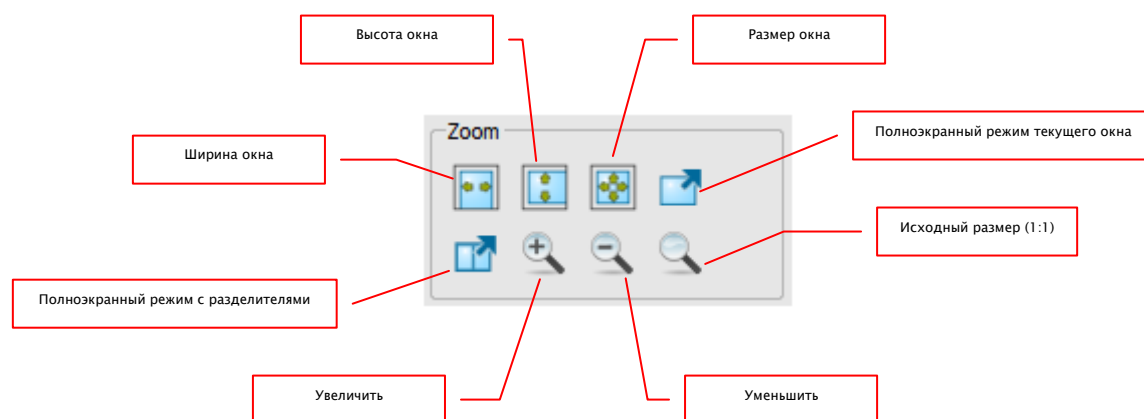 Высота окна
Размер окна
Полноэкранный режим текущего окна
Zoom
Ширина окна
Исходный размер (1:1)
Полноэкранный режим с разделителями
Увеличить
Уменьшить